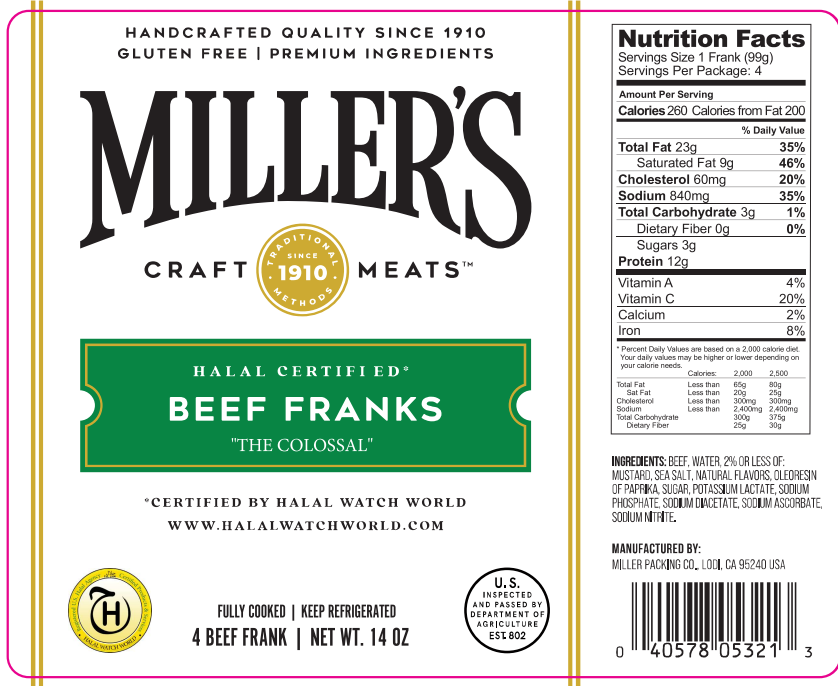 HANDCRAFTED QUALITY SINCE 1910
GLUTEN FREE | PREMIUM INGREDIENTS
MILLER'S
CRAFT MEATS™
TRADITIONAL
SINCE
1910
METHODS
HALAL CERTIFIED*
BEEF FRANKS
"THE COLOSSAL"
*CERTIFIED BY HALAL WATCH WORLD
WWW.HALALWATCHWORLD.COM
H
HALAL WATCH WORLD
FULLY COOKED | KEEP REFRIGERATED
4 BEEF FRANK | NET WT. 14 OZ
U.S.
INSPECTED
AND PASSED BY
DEPARTMENT OF
AGRICULTURE
EST. 802
Nutrition Facts
Servings Size 1 Frank (99g)
Servings Per Package: 4
Amount Per Serving
Calories 260 Calories from Fat 200
% Daily Value
Total Fat 23g 35%
Saturated Fat 9g 46%
Cholesterol 60mg 20%
Sodium 840mg 35%
Total Carbohydrate 3g 1%
Dietary Fiber 0g 0%
Sugars 3g
Protein 12g
Vitamin A 4%
Vitamin C 20%
Calcium 2%
Iron 8%
* Percent Daily Values are based on a 2,000 calorie diet.
Your daily values may be higher or lower depending on
your calorie needs.
Calories: 2,000 2,500
Total Fat Less than 65g 80g
Sat Fat Less than 20g 25g
Cholesterol Less than 300mg 300mg
Sodium Less than 2,400mg 2,400mg
Total Carbohydrate 300g 375g
Dietary Fiber 25g 30g
INGREDIENTS: BEEF, WATER, 2% OR LESS OF:
MUSTARD, SEA SALT, NATURAL FLAVORS, OLEORESIN
OF PAPRIKA, SUGAR, POTASSIUM LACTATE, SODIUM
PHOSPHATE, SODIUM DIACETATE, SODIUM ASCORBATE,
SODIUM NITRITE.
MANUFACTURED BY:
MILLER PACKING CO., LODI, CA 95240 USA
0 40578 05321 3